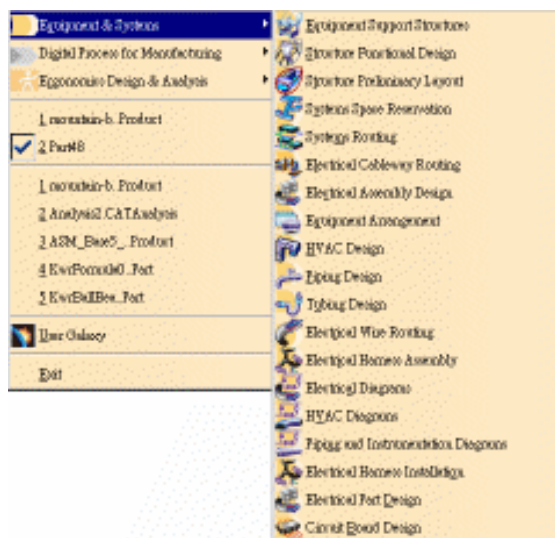 Equipment & Systems
Digital Process for Manufacturing
Ergonomics Design & Analysis
1 mountain-b..Product
2 Part#8
1 mountain-b..Product
2 Analysis2.CATAnalysis
3 ASM_Base5_..Product
4 KwrFormula0..Part
5 KwrBallBea..Part
User Galaxy
Exit
Equipment Support Structures
Structure Functional Design
Structure Preliminary Layout
Systems Space Reservation
Systems Routing
Electrical Cableway Routing
Electrical Assembly Design
Equipment Arrangement
HVAC Design
Piping Design
Tubing Design
Electrical Wire Routing
Electrical Harness Assembly
Electrical Diagrams
HVAC Diagrams
Piping and Instrumentation Diagrams
Electrical Harness Installation
Electrical Part Design
Circuit Board Design